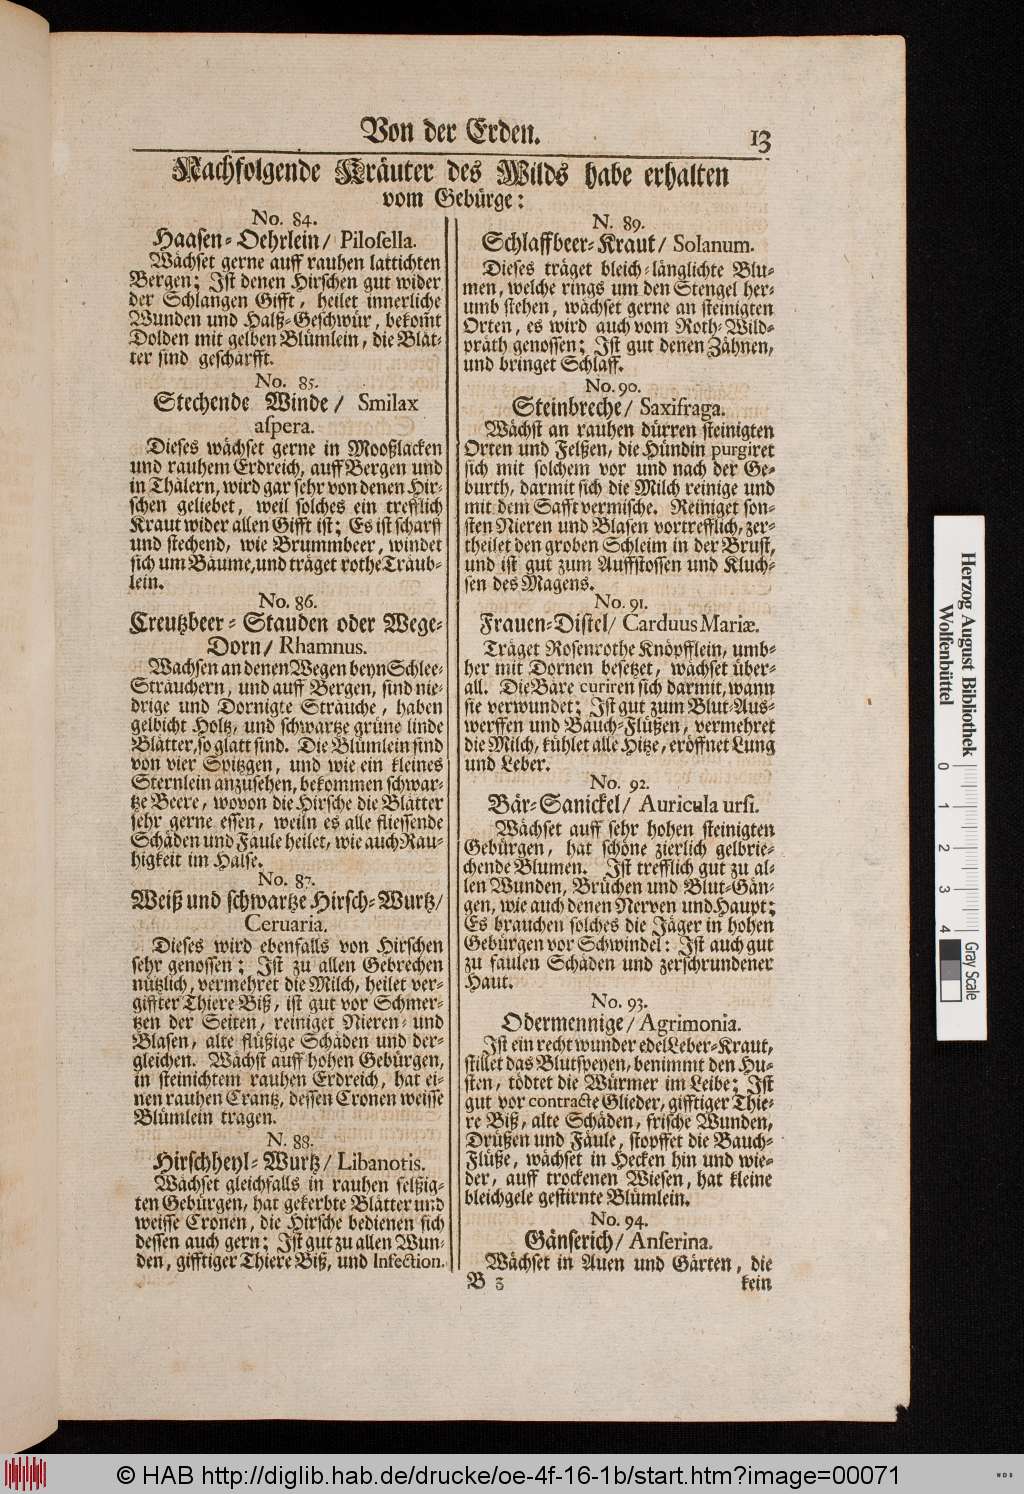 Von der Erden.
13
Nachfolgende Kräuter des Wilds habe erhalten
vom Gebürge:
No. 84.
Haasen-Oehrlein/ Piloſella.
Wächset gerne auff rauhen lattichten
Bergen; Ist denen Hirschen gut wider
der Schlangen Gifft, heilet innerliche
Wunden und Halß-Geschwür, bekom̃t
Dolden mit gelben Blümlein, die Blät-
ter sind geschärfft.
No. 85.
Stechende Winde/ Smilax
aſpera.
Dieses wächset gerne in Mooßlacken
und rauhem Erdreich, auff Bergen und
in Thälern, wird gar sehr von denen Hir-
schen geliebet, weil solches ein trefflich
Kraut wider allen Gifft ist; Es ist scharff
und stechend, wie Brummbeer, windet
sich um Bäume, und träget rothe Träub-
lein.
No. 86.
Creutzbeer-Stauden oder Wege-
Dorn/ Rhamnus.
Wachsen an denen Wegen beyn Schlee-
Sträuchern, und auff Bergen, sind nie-
drige und Dornigte Sträuche, haben
gelbicht Holtz, und schwartze grüne linde
Blätter, so glatt sind. Die Blümlein sind
von vier Spitzgen, und wie ein kleines
Sternlein anzusehen, bekommen schwar-
tze Beere, wovon die Hirsche die Blätter
sehr gerne essen, weiln es alle fliessende
Schäden und Fäule heilet, wie auch Rau-
higkeit im Halse.
No. 87.
Weiß und schwartze Hirsch-Wurtz/
Ceruaria.
Dieses wird ebenfalls von Hirschen
sehr genossen; Ist zu allen Gebrechen
nützlich, vermehret die Milch, heilet ver-
giffter Thiere Biß, ist gut vor Schmer-
tzen der Seiten, reiniget Nieren- und
Blasen, alte flüßige Schäden und der-
gleichen. Wächst auff hohen Gebürgen,
in steinichtem rauhen Erdreich, hat ei-
nen rauhen Crantz, dessen Cronen weisse
Blümlein tragen.
N. 88.
Hirschheyl-Wurtz/ Libanotis.
Wächset gleichfalls in rauhen felßig-
ten Gebürgen, hat gekerbte Blätter und
weisse Cronen, die Hirsche bedienen sich
dessen auch gern; Ist gut zu allen Wun-
den, gifftiger Thiere Biß, und Infection.
N. 89.
Schlaffbeer-Kraut/ Solanum.
Dieses träget bleich-länglichte Blu-
men, welche rings um den Stengel her-
umb stehen, wächset gerne an steinigten
Orten, es wird auch vom Roth-Wild-
präth genossen; Ist gut denen Zähnen,
und bringet Schlaff.
No. 90.
Steinbreche/ Saxifraga.
Wächst an rauhen dürren steinigten
Orten und Felßen, die Hündin purgiret
sich mit solchem vor und nach der Ge-
burth, darmit sich die Milch reinige und
mit dem Safft vermische. Reiniget son-
sten Nieren und Blasen vortrefflich, zer-
theilet den groben Schleim in der Brust,
und ist gut zum Auffstossen und Kluch-
sen des Magens.
No. 91.
Frauen-Distel/ Carduus Mariæ.
Träget Rosenrothe Knöpfflein, umb-
her mit Dornen besetzet, wächset über-
all. Die Bäre curiren sich darmit, wann
sie verwundet; Ist gut zum Blut-Aus-
werffen und Bauch-Flüßen, vermehret
die Milch, kühlet alle Hitze, eröffnet Lung
und Leber.
No. 92.
Bär-Sanickel/ Auricula urſi.
Wächset auff sehr hohen steinigten
Gebürgen, hat schöne zierlich gelbrie-
chende Blumen. Ist trefflich gut zu al-
len Wunden, Brüchen und Blut-Gän-
gen, wie auch denen Nerven und Haupt;
Es brauchen solches die Jäger in hohen
Gebürgen vor Schwindel: Ist auch gut
zu faulen Schäden und zerschrundener
Haut.
No. 93.
Odermennige/ Agrimonia.
Ist ein recht wunder edel Leber-Kraut,
stillet das Blutspeyen, benimmt den Hu-
sten, tödtet die Würmer im Leibe; Ist
gut vor contracte Glieder, gifftiger Thie-
re Biß, alte Schäden, frische Wunden,
Drüßen und Fäule, stopffet die Bauch-
Flüße, wächset in Hecken hin und wie-
der, auff trockenen Wiesen, hat kleine
bleichgele gestirnte Blümlein.
No. 94.
Gänserich/ Anſerina.
Wächset in Auen und Gärten, die
B 3
kein
Herzog August Bibliothek
Wolfenbüttel
0 1 2 3 4
Gray Scale
© HAB http://diglib.hab.de/drucke/oe-4f-16-1b/start.htm?image=00071